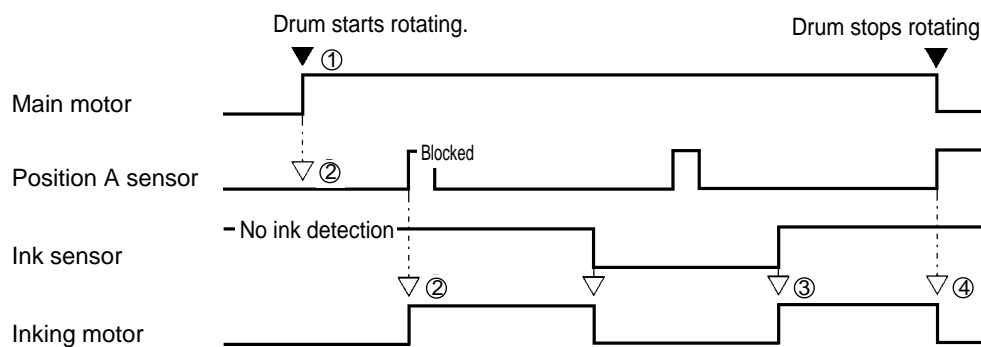 Drum starts rotating.
Drum stops rotating
①
Main motor
Blocked
②
Position A sensor
No ink detection
Ink sensor
② ③ ④
Inking motor